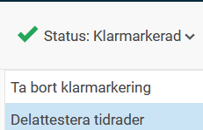 Status: Klarmarkerad
Ta bort klarmarkering
Delattestera tidrader